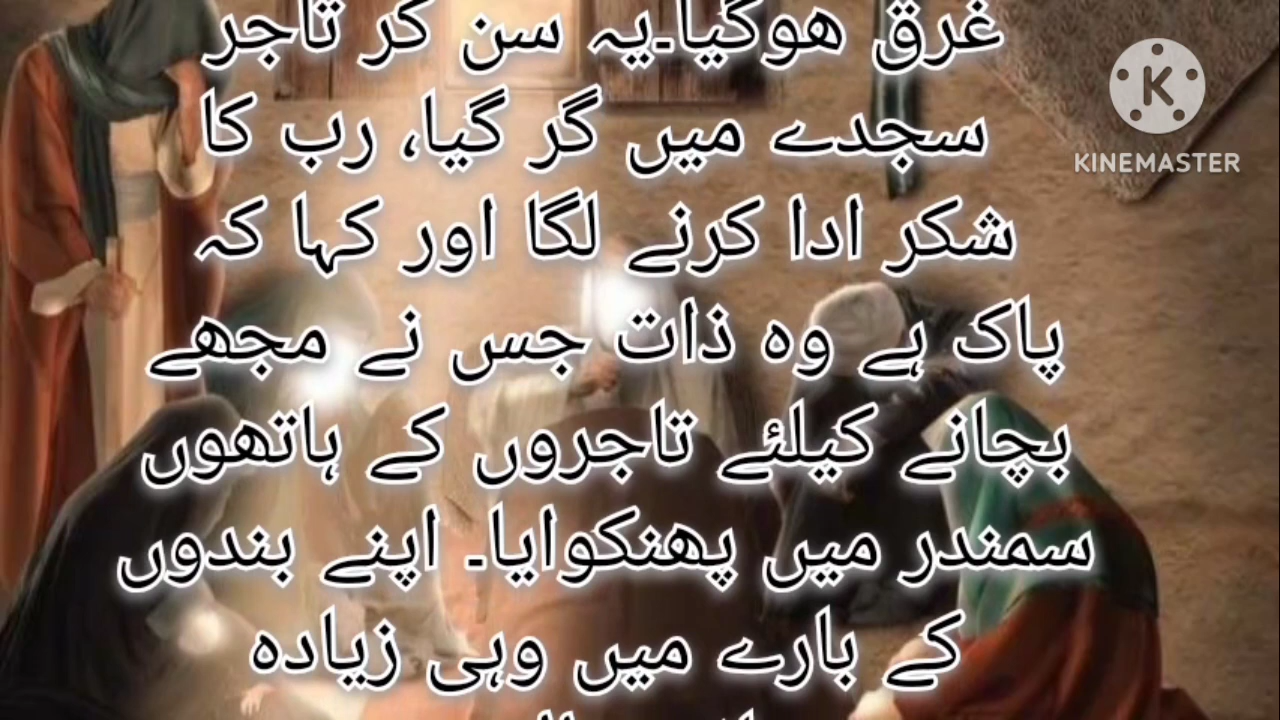 غرق ھوگیا۔یہ سن کر تاجر
سجدے میں گر گیا، رب کا
شکر ادا کرنے لگا اور کہا کہ
پاک ہے وہ ذات جس نے مجھے
بچانے کیلئے تاجروں کے ہاتھوں
سمندر میں پھنکوایا۔ اپنے بندوں
کے بارے میں وہی زیادہ
K
KINEMASTER